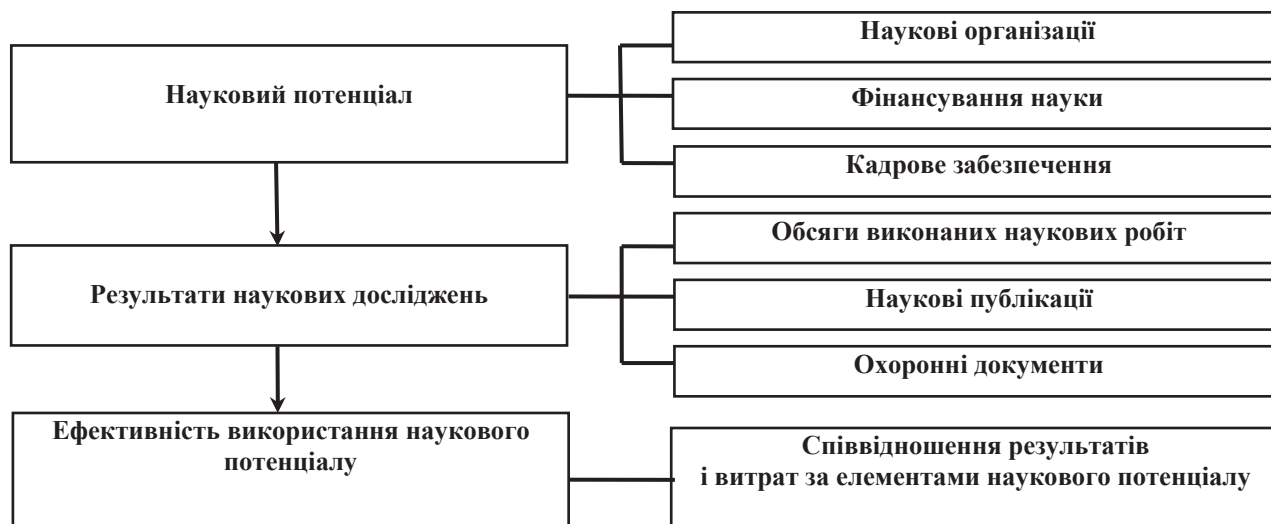 Науковий потенціал
Наукові організації
Фінансування науки
Кадрове забезпечення
Результати наукових досліджень
Обсяги виконаних наукових робіт
Наукові публікації
Охоронні документи
Ефективність використання наукового
потенціалу
Співвідношення результатів
і витрат за елементами наукового потенціалу